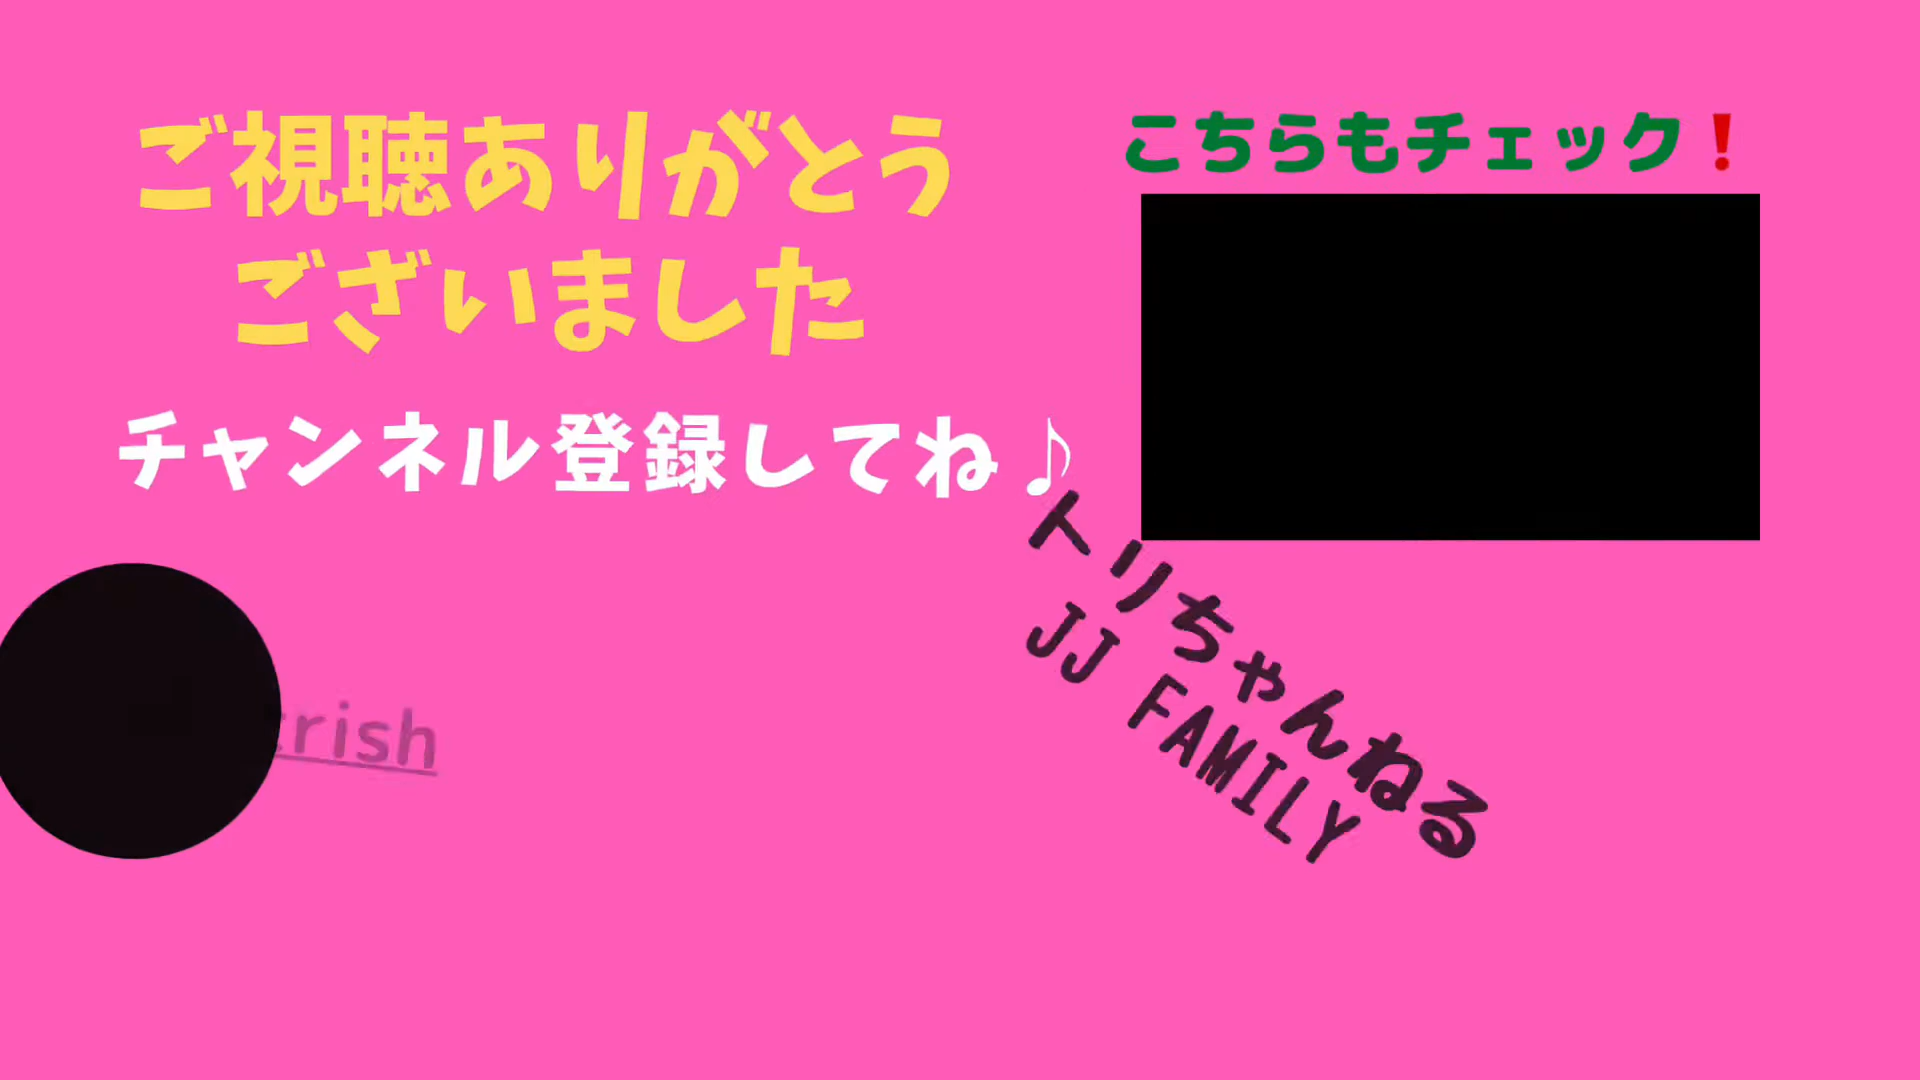 ご視聴ありがとう
ございました
チャンネル登録してね♪
こちらもチェック❗
トリちゃんねる
JJ FAMILY